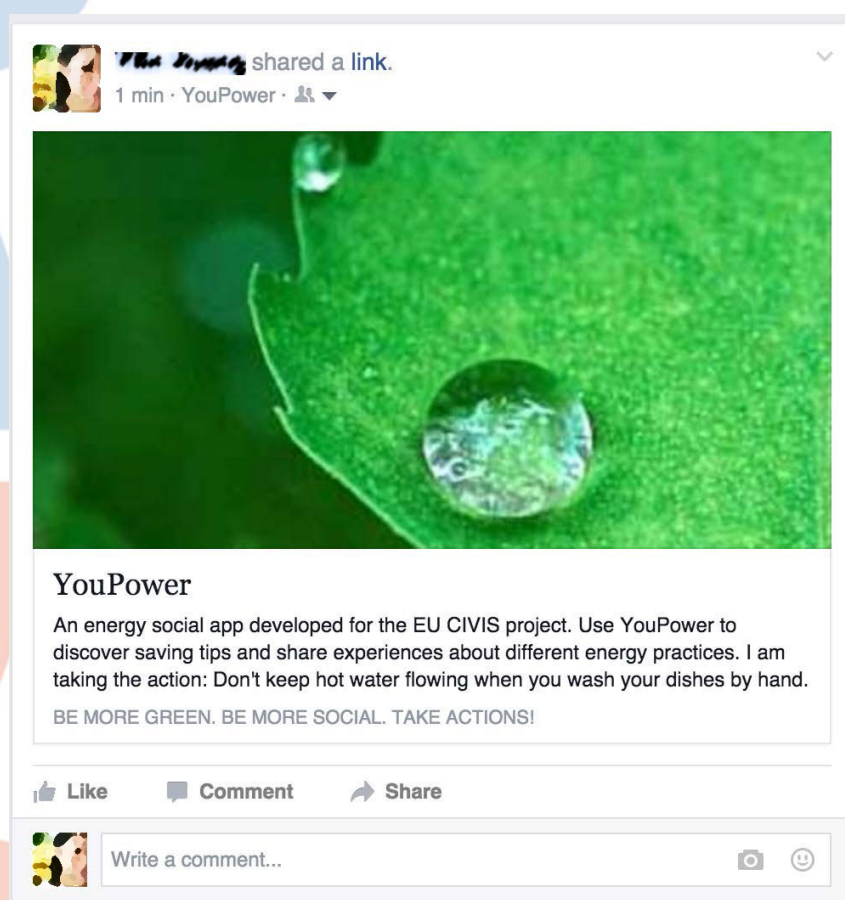 shared a link.
1 min · YouPower ·
YouPower
An energy social app developed for the EU CIVIS project. Use YouPower to
discover saving tips and share experiences about different energy practices. I am
taking the action: Don't keep hot water flowing when you wash your dishes by hand.
BE MORE GREEN. BE MORE SOCIAL. TAKE ACTIONS!
Like Comment Share
Write a comment...